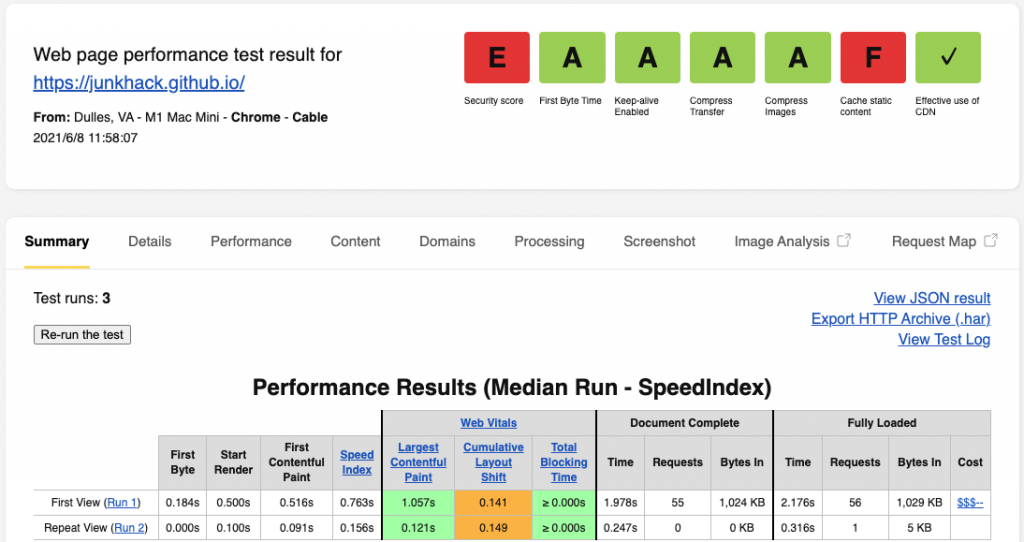 Web page performance test result for
https://junkhack.github.io/
From: Dulles, VA - M1 Mac Mini - Chrome - Cable
2021/6/8 11:58:07
E A A A A F ✓
Security score First Byte Time Keep-alive Enabled Compress Transfer Compress Images Cache static content Effective use of CDN
Summary Details Performance Content Domains Processing Screenshot Image Analysis Request Map
Test runs: 3
Re-run the test
View JSON result
Export HTTP Archive (.har)
View Test Log
Performance Results (Median Run - SpeedIndex)
Web Vitals Document Complete Fully Loaded
First Byte Start Render First Contentful Paint Speed Index Largest Contentful Paint Cumulative Layout Shift Total Blocking Time Time Requests Bytes In Time Requests Bytes In Cost
First View (Run 1) 0.184s 0.500s 0.516s 0.763s 1.057s 0.141 ≥ 0.000s 1.978s 55 1,024 KB 2.176s 56 1,029 KB $$$--
Repeat View (Run 2) 0.000s 0.100s 0.091s 0.156s 0.121s 0.149 ≥ 0.000s 0.247s 0 0 KB 0.316s 1 5 KB